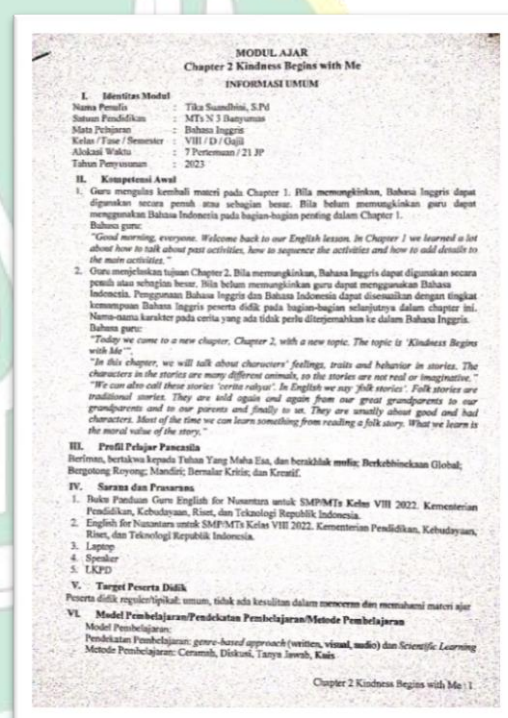 MODUL AJAR
Chapter 2 Kindness Begins with Me
INFORMASI UMUM
I. Identitas Modul
Nama Penulis : Tika Suandhini, S.Pd
Satuan Pendidikan : MTs N 3 Banyumas
Mata Pelajaran : Bahasa Inggris
Kelas / Fase / Semester : VIII / D / Gajil
Alokasi Waktu : 7 Pertemuan / 21 JP
Tahun Penyusunan : 2023
II. Kompetensi Awal
1. Guru mengulas kembali materi pada Chapter 1. Bila memungkinkan, Bahasa Inggris dapat
digunakan secara penuh atau sebagian besar. Bila belum memungkinkan guru dapat
menggunakan Bahasa Indonesia pada bagian-bagian penting dalam Chapter 1.
Bahasa guru:
"Good morning, everyone. Welcome back to our English lesson. In Chapter 1 we learned a lot
about how to talk about past activities, how to sequence the activities and how to add details to
the main activities."
2. Guru menjelaskan tujuan Chapter 2. Bila memungkinkan, Bahasa Inggris dapat digunakan secara
penuh atau sebagian besar. Bila belum memungkinkan guru dapat menggunakan Bahasa
Indonesia. Penggunaan Bahasa Inggris dan Bahasa Indonesia dapat disesuaikan dengan tingkat
kemampuan Bahasa Inggris peserta didik pada bagian-bagian selanjutnya dalam chapter ini.
Nama-nama karakter pada cerita yang ada tidak perlu diterjemahkan ke dalam Bahasa Inggris.
Bahasa guru:
"Today we come to a new chapter, Chapter 2, with a new topic. The topic is 'Kindness Begins
with Me'".
"In this chapter, we will talk about characters' feelings, traits and behavior in stories. The
characters in the stories are many different animals, so the stories are not real or imaginative."
"We can also call these stories 'cerita rakyat'. In English we say 'folk stories'. Folk stories are
traditional stories. They are told again and again from our great grandparents to our
grandparents and to our parents and finally to us. They are usually about good and bad
characters. Most of the time we can learn something from reading a folk story. What we learn is
the moral value of the story."
III. Profil Pelajar Pancasila
Beriman, bertakwa kepada Tuhan Yang Maha Esa, dan berakhlak mulia; Berkebhinekaan Global;
Bergotong Royong; Mandiri; Bernalar Kritis; dan Kreatif.
IV. Sarana dan Prasarana
1. Buku Panduan Guru English for Nusantara untuk SMP/MTs Kelas VIII 2022. Kementerian
Pendidikan, Kebudayaan, Riset, dan Teknologi Republik Indonesia.
2. English for Nusantara untuk SMP/MTs Kelas VIII 2022. Kementerian Pendidikan, Kebudayaan,
Riset, dan Teknologi Republik Indonesia.
3. Laptop
4. Speaker
5. LKPD
V. Target Peserta Didik
Peserta didik reguler/tipikal: umum, tidak ada kesulitan dalam mencerna dan memahami materi ajar
VI. Model Pembelajaran/Pendekatan Pembelajaran/Metode Pembelajaran
Model Pembelajaran:
Pendekatan Pembelajaran: genre-based approach (written, visual, audio) dan Scientific Learning
Metode Pembelajaran: Ceramah, Diskusi, Tanya Jawab, Kuis
Chapter 2 Kindness Begins with Me | 1